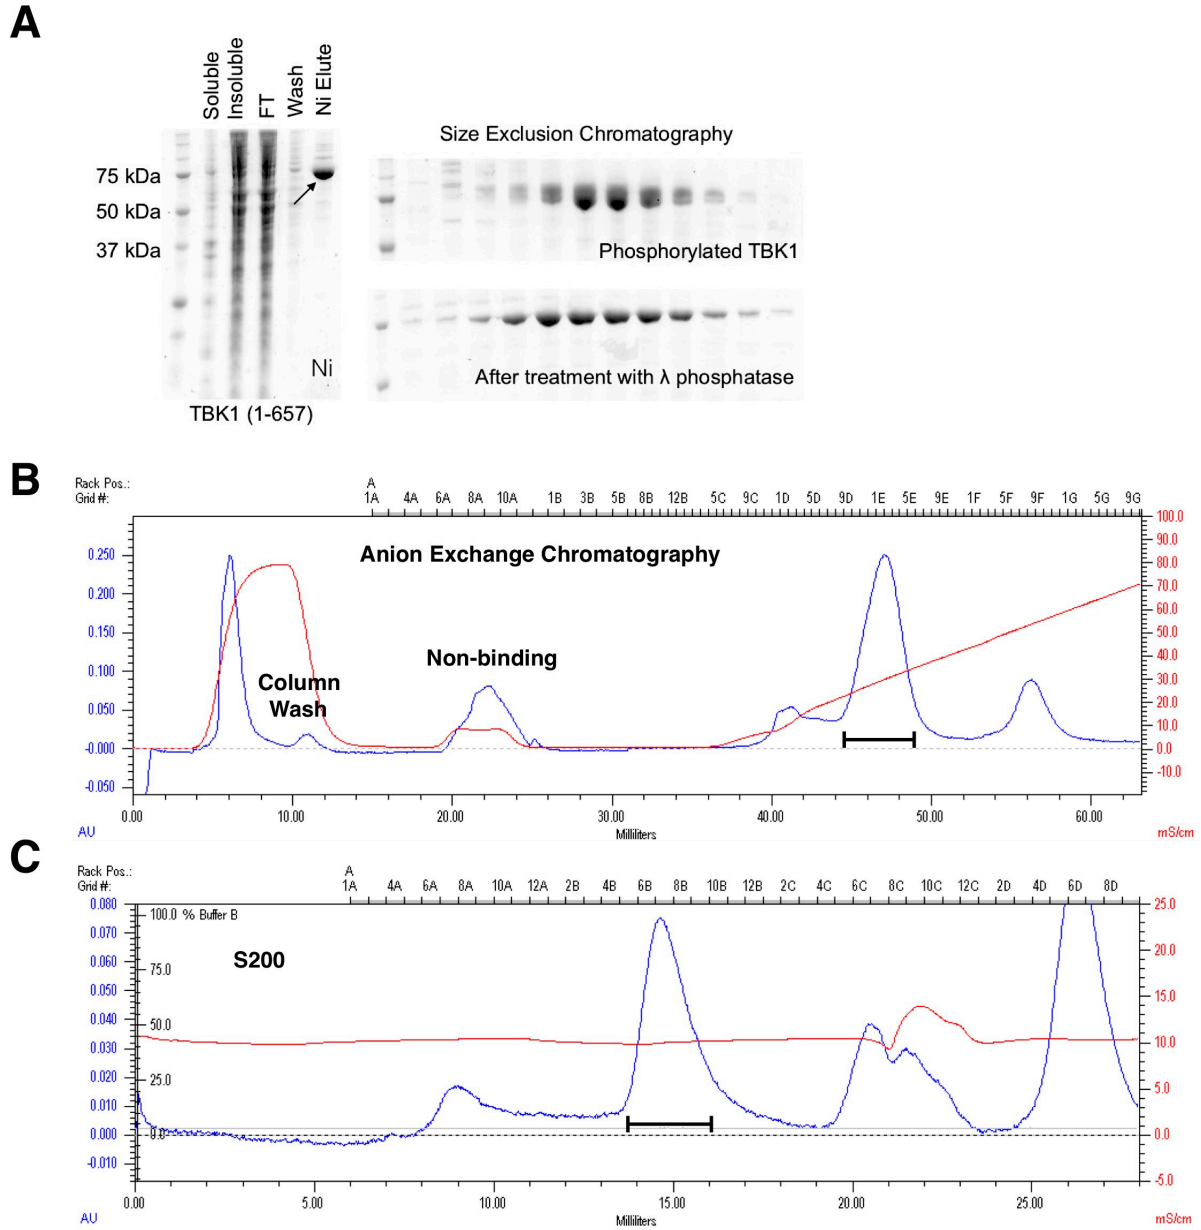 A
Soluble
Insoluble
FT
Wash
Ni Elute
Size Exclusion Chromatography
75 kDa
50 kDa
37 kDa
Phosphorylated TBK1
Ni
After treatment with λ phosphatase
TBK1 (1-657)
B
Rack Pos.: A
Grid #: 1A 4A 6A 8A 10A 1B 3B 5B 8B 12B 5C 9C 1D 5D 9D 1E 5E 9E 1F 5F 9F 1G 5G 9G
Anion Exchange Chromatography
Non-binding
Column
Wash
0.250
0.200
0.150
0.100
0.050
-0.000
-0.050
100.0
90.0
80.0
70.0
60.0
50.0
40.0
30.0
20.0
10.0
0.0
-10.0
0.00 10.00 20.00 30.00 40.00 50.00 60.00
AU Milliliters mS/cm
C
Rack Pos.: A
Grid #: 1A 4A 6A 8A 10A 12A 2B 4B 6B 8B 10B 12B 2C 4C 6C 8C 10C 12C 2D 4D 6D 8D
0.080
0.070
0.060
0.050
0.040
0.030
0.020
0.010
0.000
-0.010
100.0 % Buffer B
75.0
50.0
25.0
0.0
S200
25.0
20.0
15.0
10.0
5.0
0.0
-5.0
0.00 5.00 10.00 15.00 20.00 25.00
AU Milliliters mS/cm